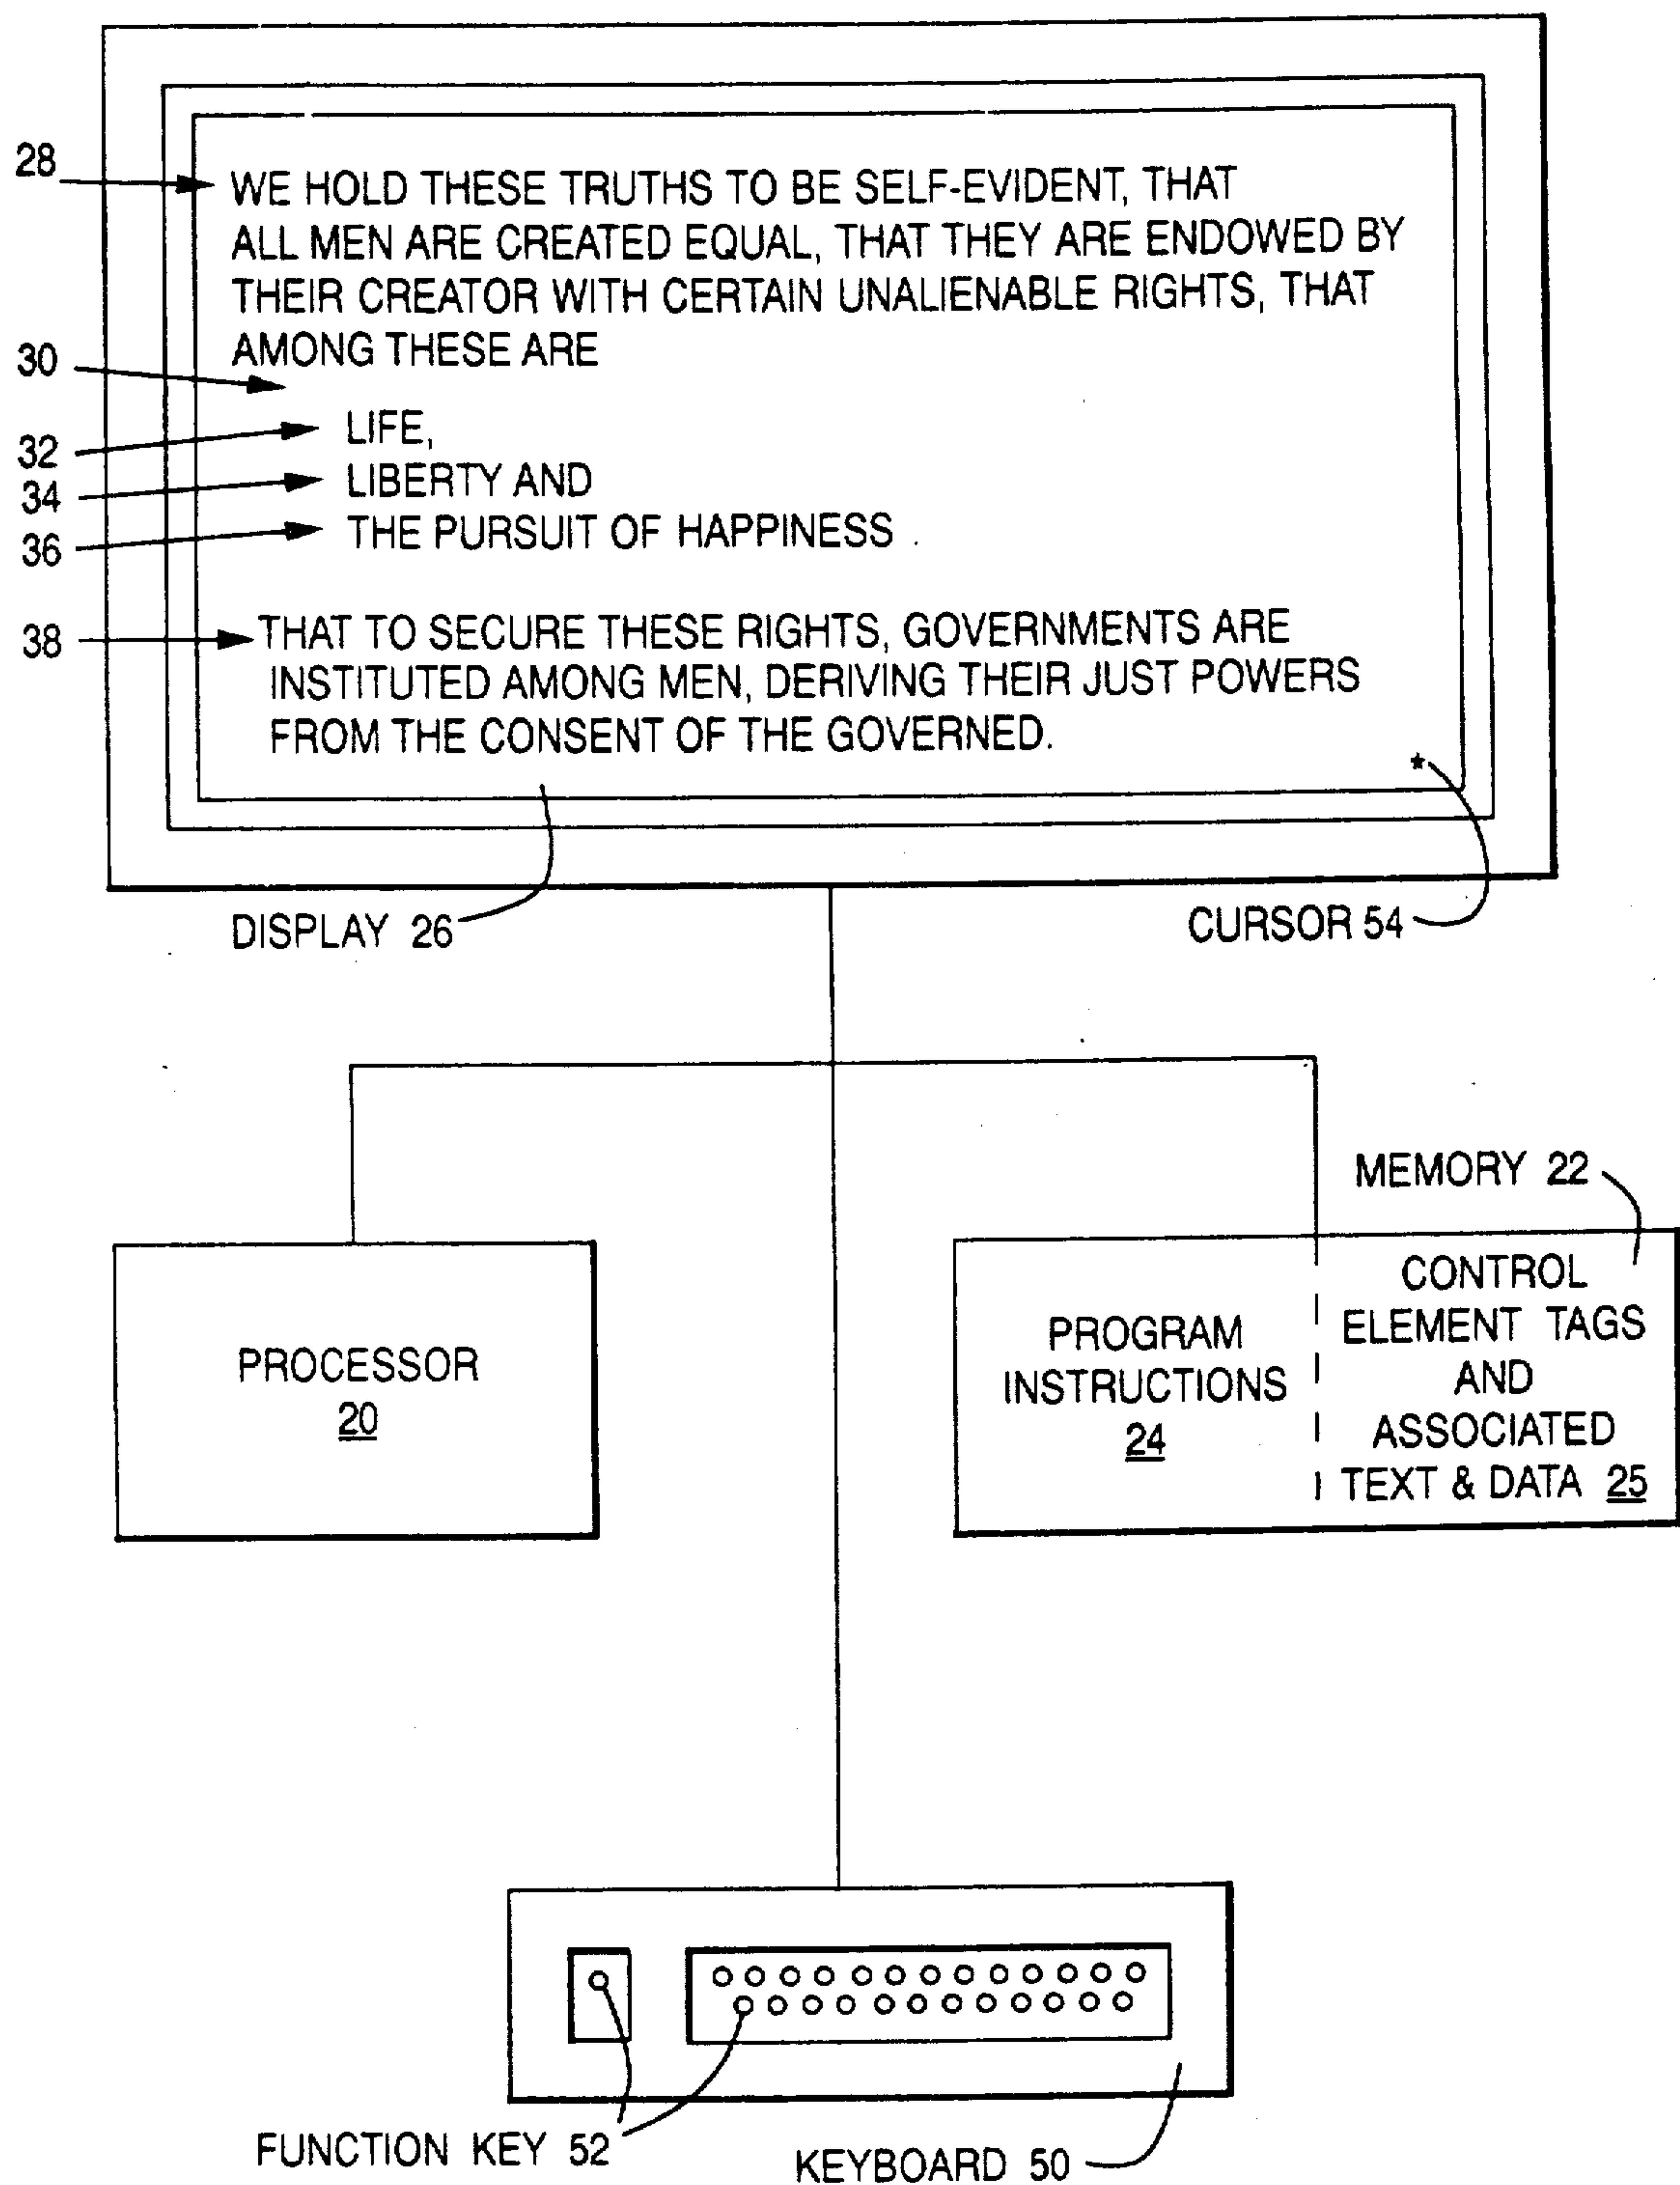 28
WE HOLD THESE TRUTHS TO BE SELF-EVIDENT, THAT
ALL MEN ARE CREATED EQUAL, THAT THEY ARE ENDOWED BY
THEIR CREATOR WITH CERTAIN UNALIENABLE RIGHTS, THAT
AMONG THESE ARE
30
32
LIFE,
34
LIBERTY AND
36
THE PURSUIT OF HAPPINESS .
38
THAT TO SECURE THESE RIGHTS, GOVERNMENTS ARE
INSTITUTED AMONG MEN, DERIVING THEIR JUST POWERS
FROM THE CONSENT OF THE GOVERNED.
*
DISPLAY 26
CURSOR 54
MEMORY 22
PROCESSOR
20
PROGRAM
INSTRUCTIONS
24
CONTROL
ELEMENT TAGS
AND
ASSOCIATED
TEXT & DATA 25
FUNCTION KEY 52
KEYBOARD 50